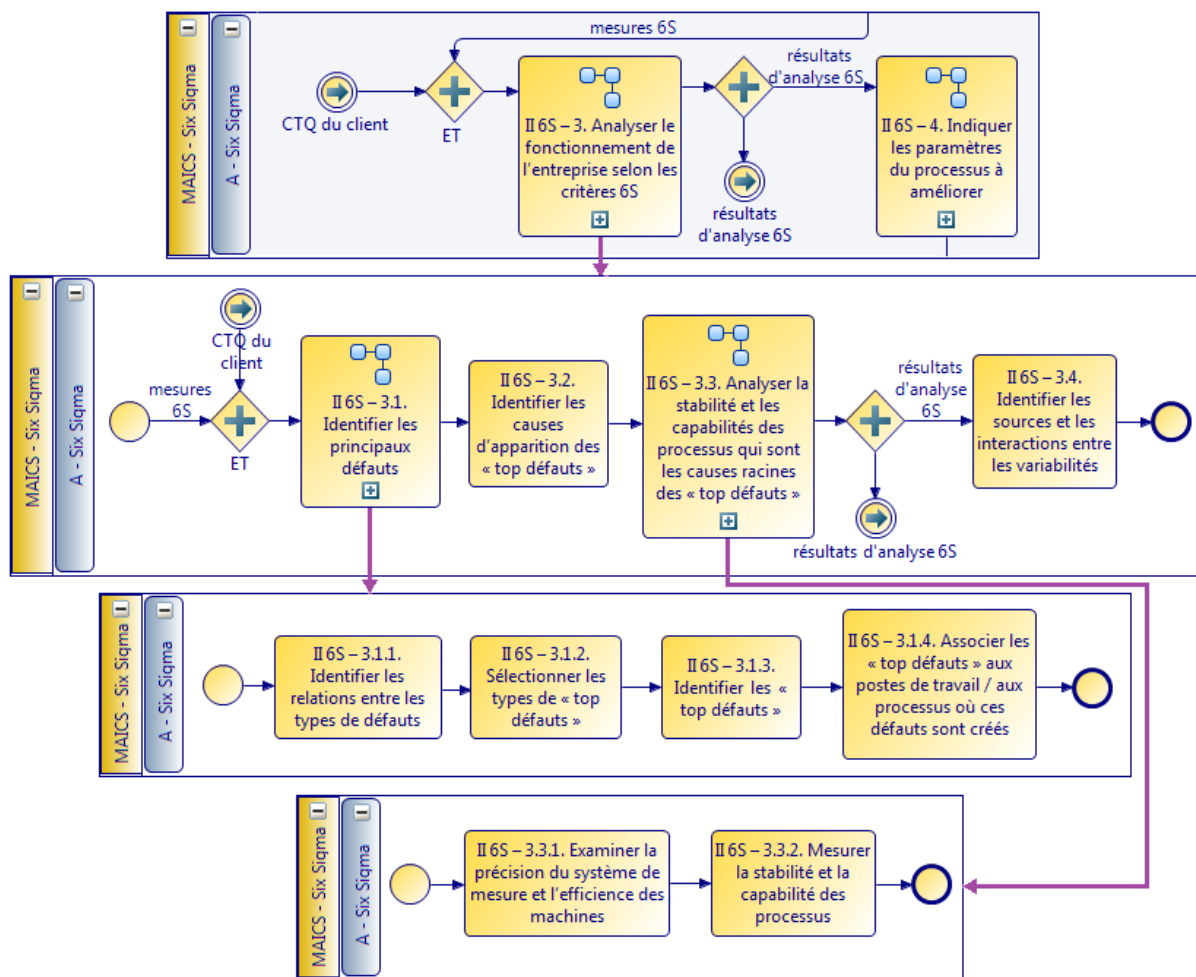 MAICS - Six Sigma
A - Six Sigma
mesures 6S
CTQ du client
ET
II 6S – 3. Analyser le
fonctionnement de
l'entreprise selon les
critères 6S
résultats
d'analyse 6S
résultats
d'analyse 6S
II 6S – 4. Indiquer
les paramètres
du processus à
améliorer
MAICS - Six Sigma
A - Six Sigma
mesures
6S
CTQ du
client
ET
II 6S – 3.1.
Identifier les
principaux
défauts
II 6S – 3.2.
Identifier les
causes
d'apparition des
« top défauts »
II 6S – 3.3. Analyser la
stabilité et les
capabilités des
processus qui sont
les causes racines
des « top défauts »
résultats
d'analyse
6S
résultats d'analyse 6S
II 6S – 3.4.
Identifier les
sources et les
interactions entre
les variabilités
MAICS - Six Sigma
A - Six Sigma
II 6S – 3.1.1.
Identifier les
relations entre les
types de défauts
II 6S – 3.1.2.
Sélectionner les
types de « top
défauts »
II 6S – 3.1.3.
Identifier les «
top défauts »
II 6S – 3.1.4. Associer les
« top défauts » aux
postes de travail / aux
processus où ces
défauts sont créés
MAICS - Six Sigma
A - Six Sigma
II 6S – 3.3.1. Examiner la
précision du système de
mesure et l'efficience des
machines
II 6S – 3.3.2. Mesurer
la stabilité et la
capabilité des
processus